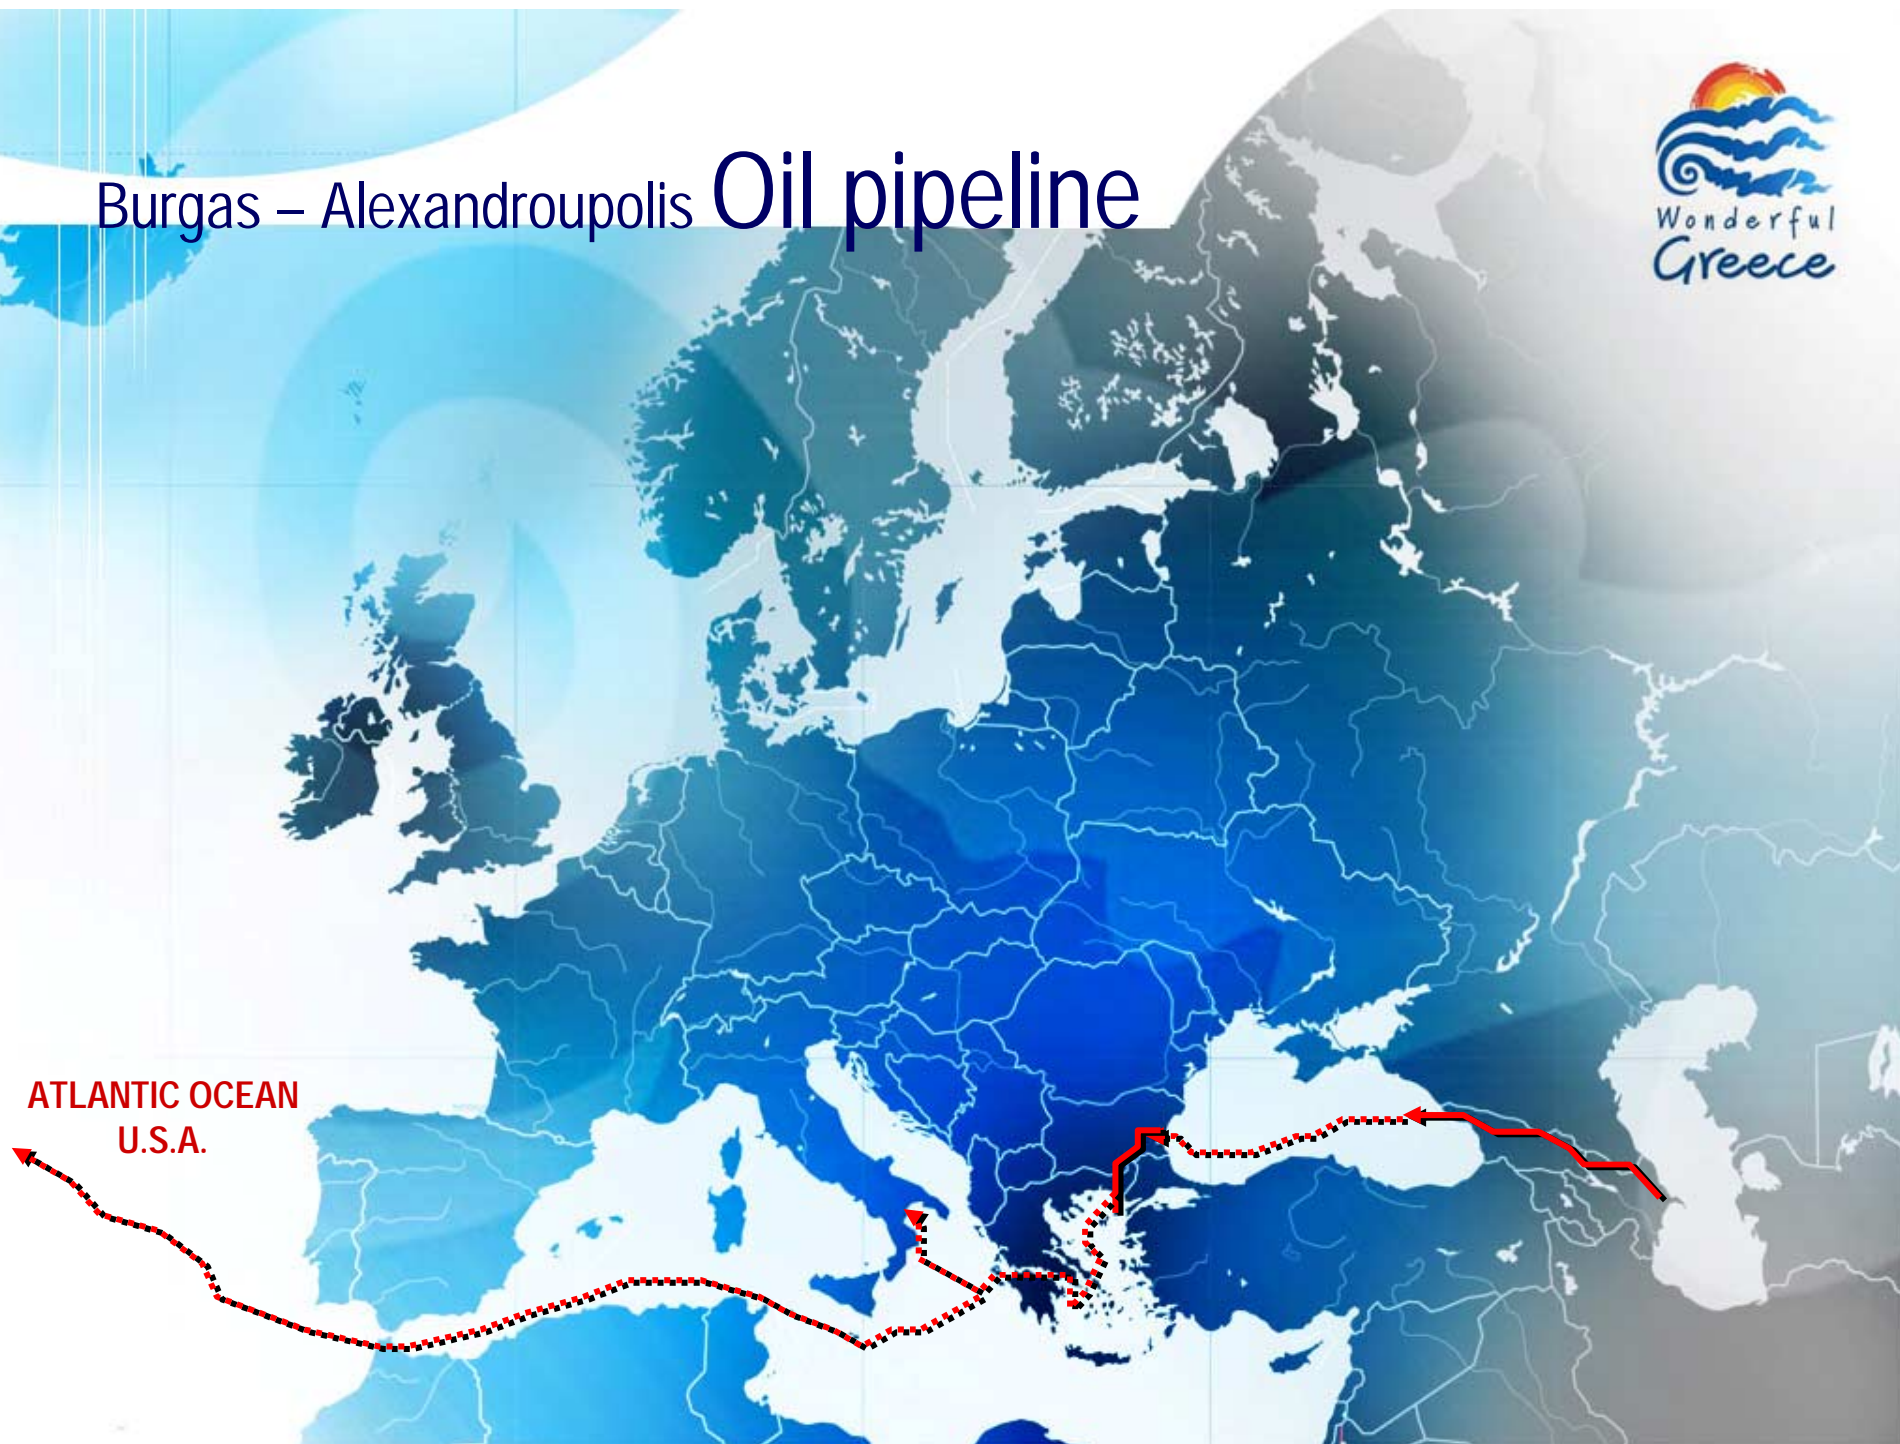 Burgas – Alexandroupolis Oil pipeline
Wonderful
Greece
ATLANTIC OCEAN
U.S.A.